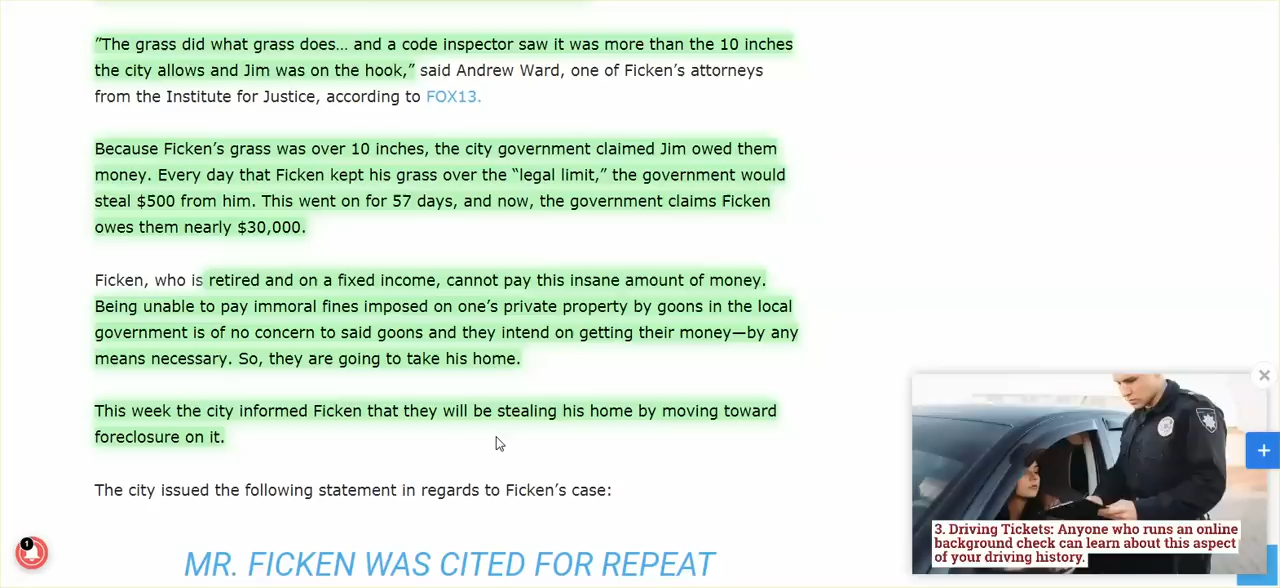 ”The grass did what grass does… and a code inspector saw it was more than the 10 inches
the city allows and Jim was on the hook,” said Andrew Ward, one of Ficken’s attorneys
from the Institute for Justice, according to FOX13.
Because Ficken’s grass was over 10 inches, the city government claimed Jim owed them
money. Every day that Ficken kept his grass over the “legal limit,” the government would
steal $500 from him. This went on for 57 days, and now, the government claims Ficken
owes them nearly $30,000.
Ficken, who is retired and on a fixed income, cannot pay this insane amount of money.
Being unable to pay immoral fines imposed on one’s private property by goons in the local
government is of no concern to said goons and they intend on getting their money—by any
means necessary. So, they are going to take his home.
This week the city informed Ficken that they will be stealing his home by moving toward
foreclosure on it.
The city issued the following statement in regards to Ficken’s case:
MR. FICKEN WAS CITED FOR REPEAT
3. Driving Tickets: Anyone who runs an online
background check can learn about this aspect
of your driving history.
+
1